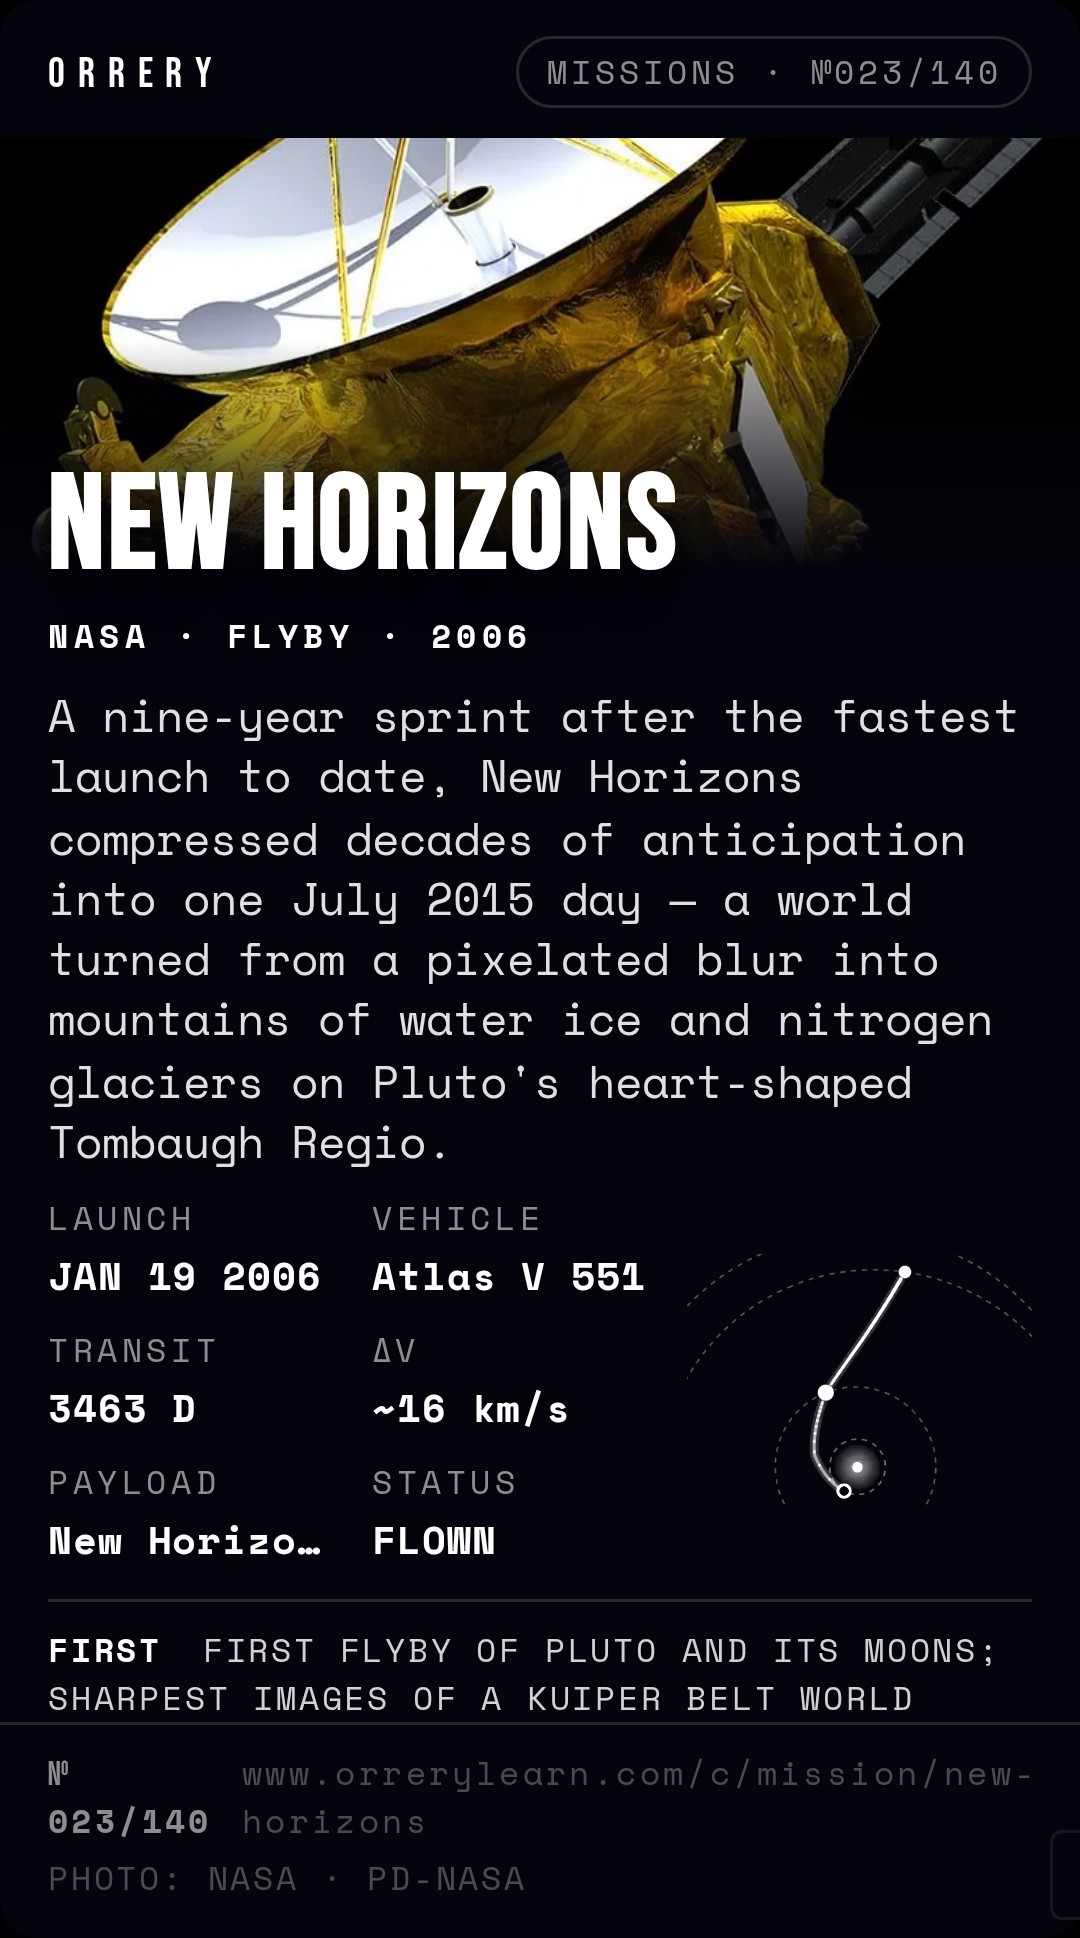 ORRERY
MISSIONS · №023/140
NEW HORIZONS
NASA · FLYBY · 2006
A nine-year sprint after the fastest
launch to date, New Horizons
compressed decades of anticipation
into one July 2015 day — a world
turned from a pixelated blur into
mountains of water ice and nitrogen
glaciers on Pluto's heart-shaped
Tombaugh Regio.
LAUNCH VEHICLE
JAN 19 2006 Atlas V 551
TRANSIT ΔV
3463 D ~16 km/s
PAYLOAD STATUS
New Horizo… FLOWN
FIRST FIRST FLYBY OF PLUTO AND ITS MOONS;
SHARPEST IMAGES OF A KUIPER BELT WORLD
№ www.orrerylearn.com/c/mission/new-
023/140 horizons
PHOTO: NASA · PD-NASA